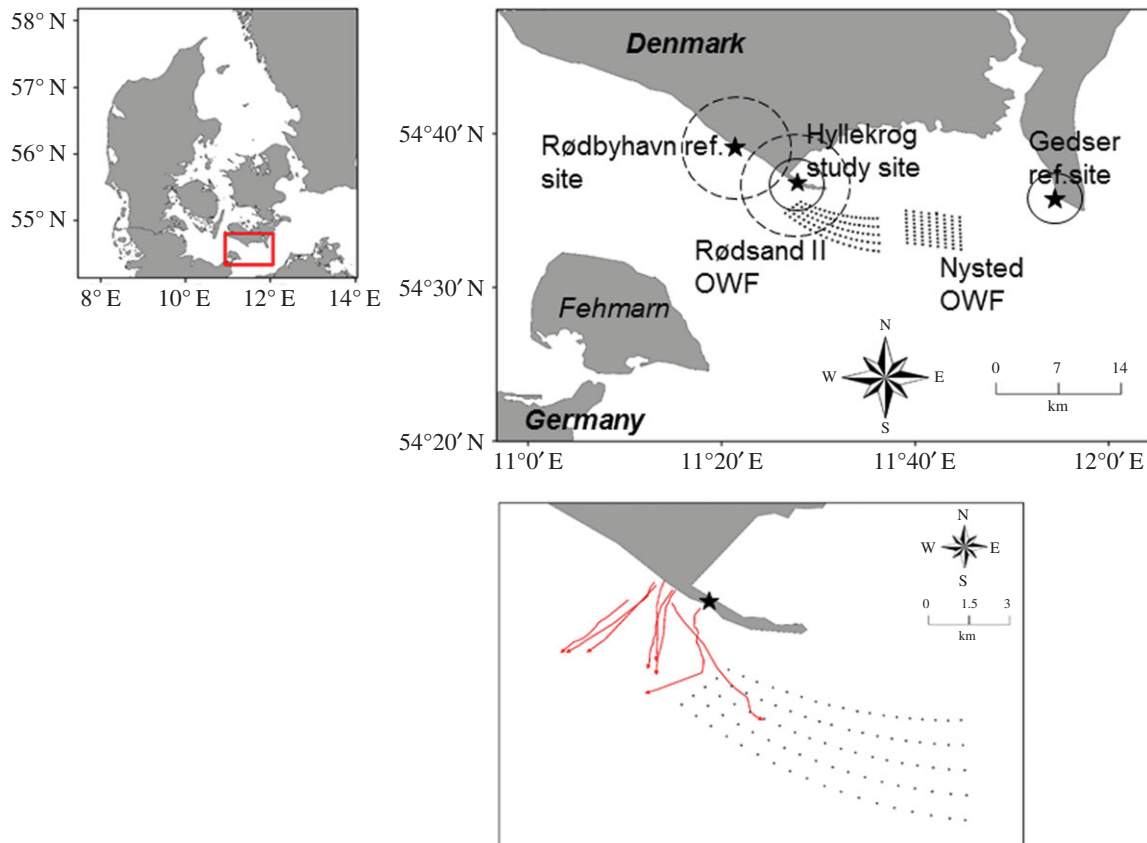 58° N
57° N
56° N
55° N
8° E 10° E 12° E 14° E
Denmark
54°40′ N
54°30′ N
54°20′ N
Rødbyhavn ref.
site
Hyllekrog
study site
Gedser
ref.site
Rødsand II
OWF
Nysted
OWF
Fehmarn
Germany
N
W E
S
0 7 14
km
11°0′ E 11°20′ E 11°40′ E 12°0′ E
N
W E
S
0 1.5 3
km